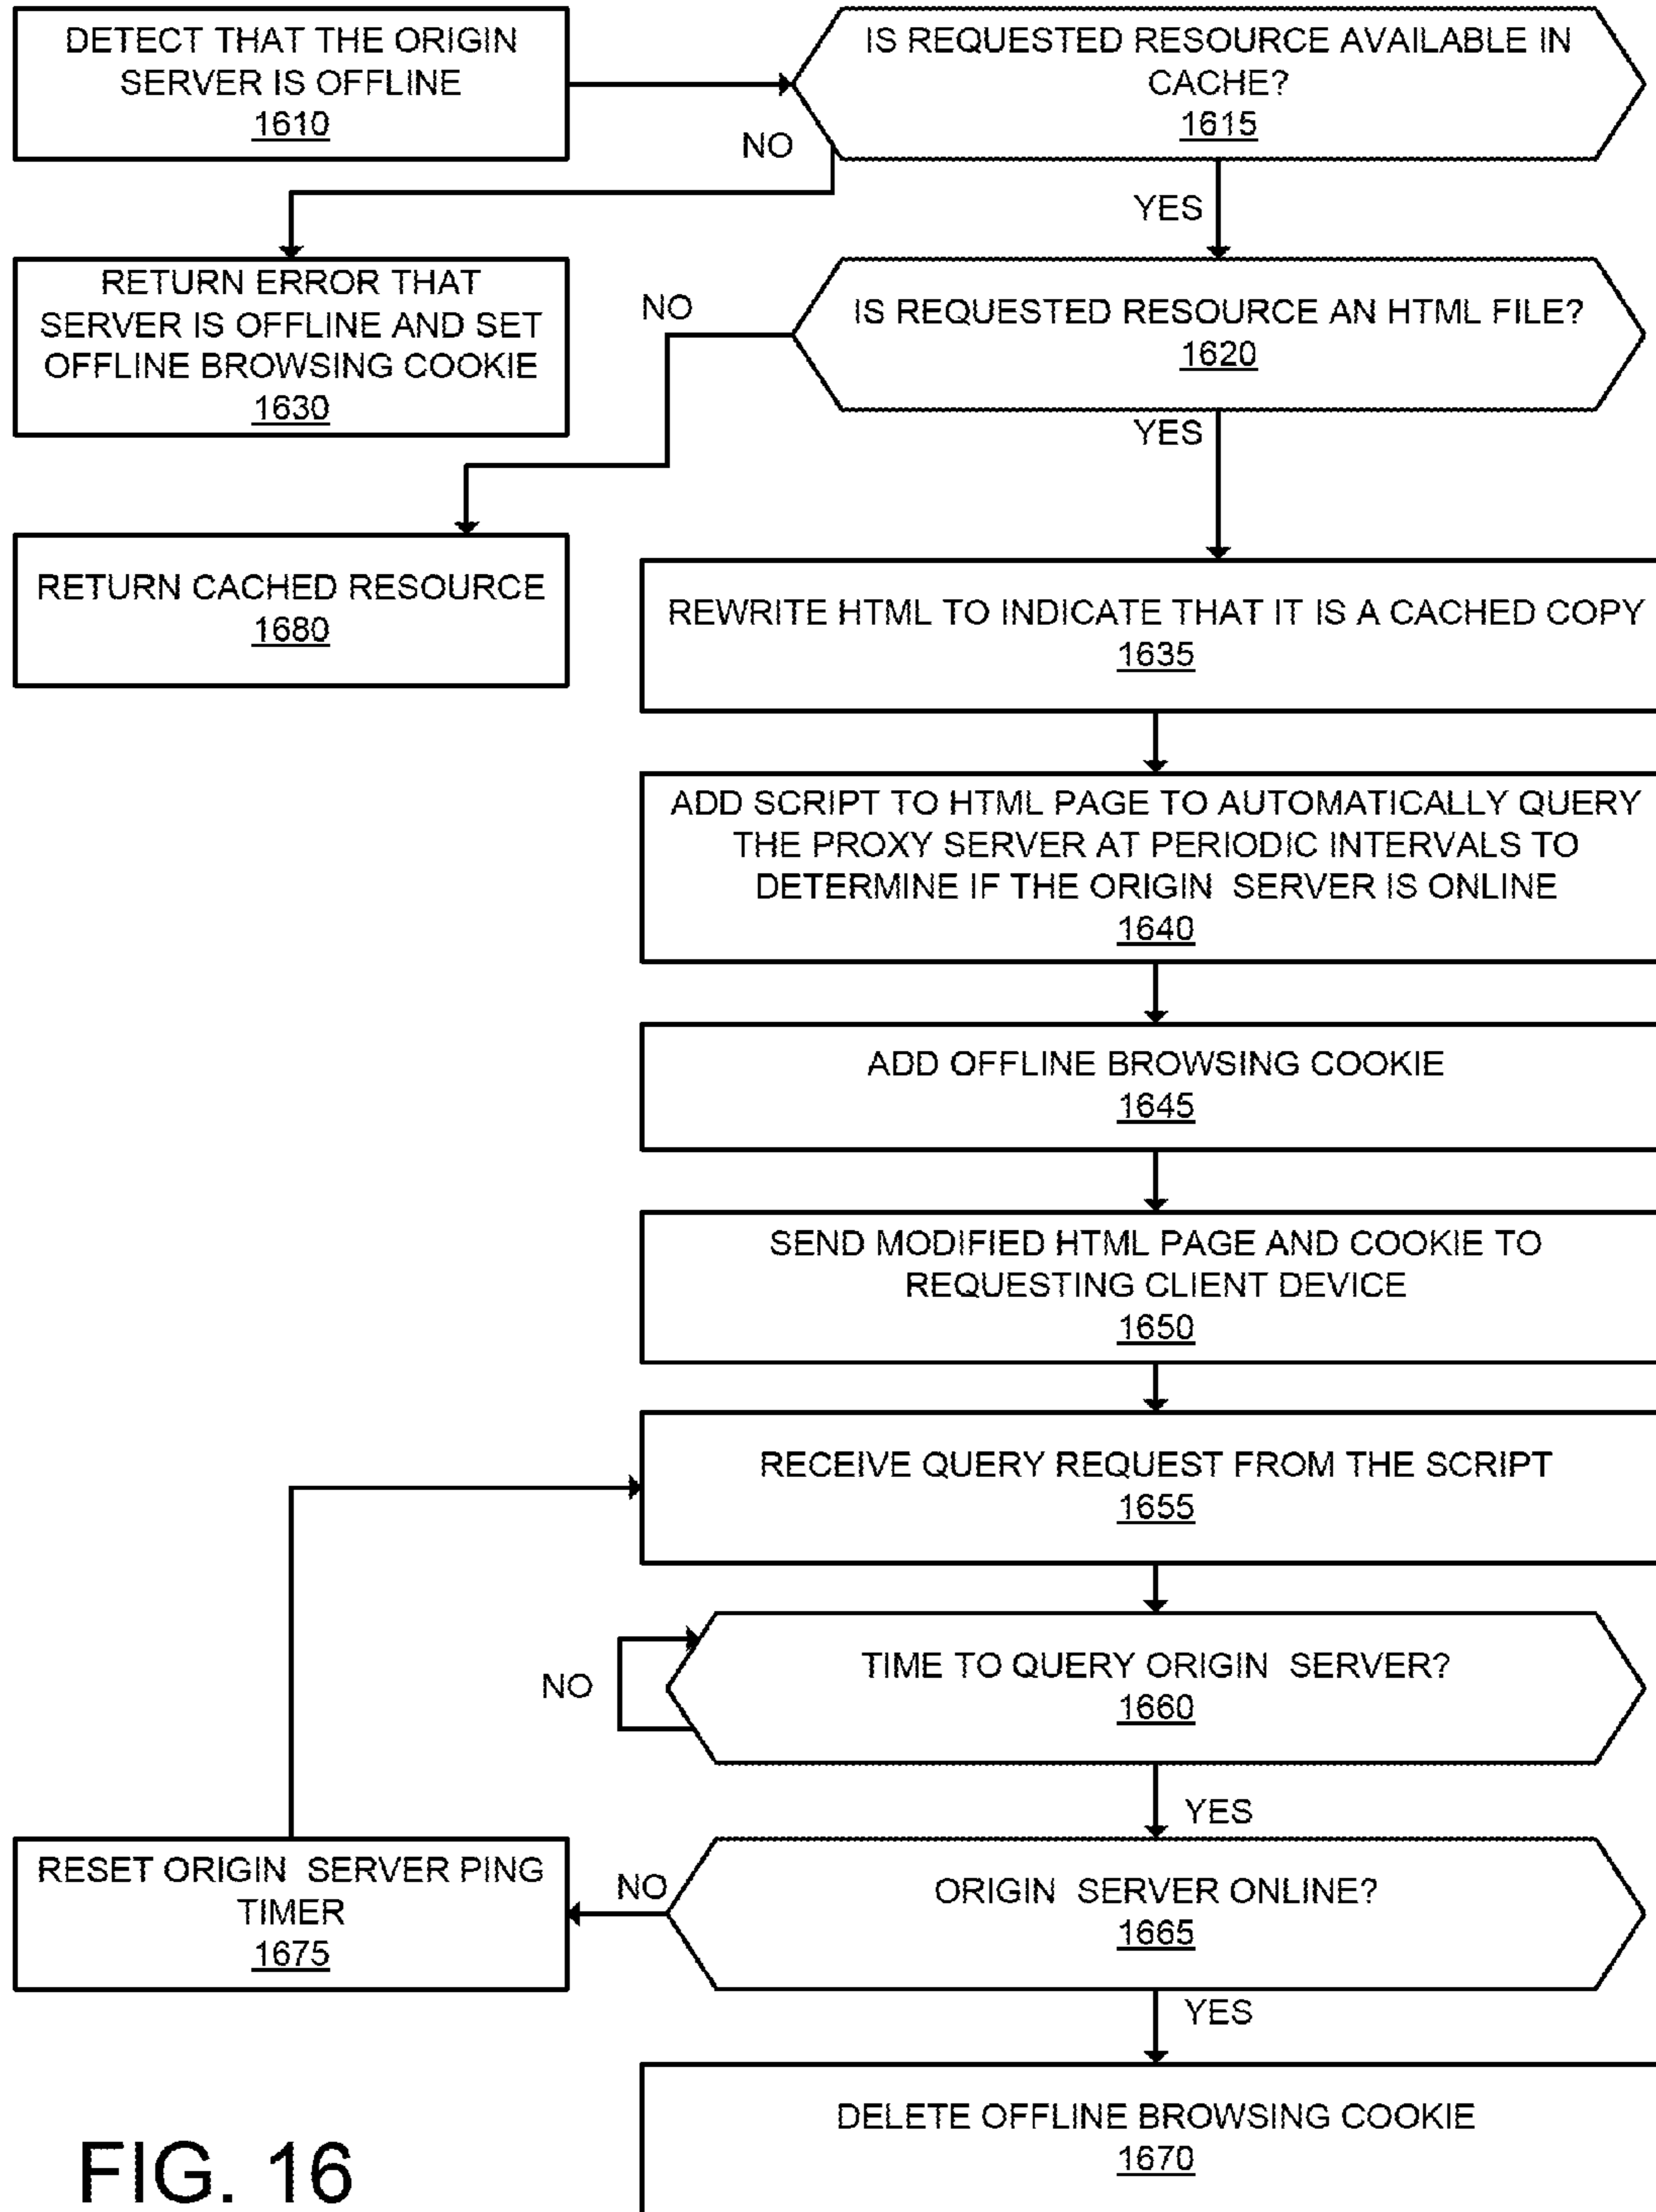 DETECT THAT THE ORIGIN
SERVER IS OFFLINE
1610
IS REQUESTED RESOURCE AVAILABLE IN
CACHE?
1615
NO
YES
RETURN ERROR THAT
SERVER IS OFFLINE AND SET
OFFLINE BROWSING COOKIE
1630
NO
IS REQUESTED RESOURCE AN HTML FILE?
1620
YES
RETURN CACHED RESOURCE
1680
REWRITE HTML TO INDICATE THAT IT IS A CACHED COPY
1635
ADD SCRIPT TO HTML PAGE TO AUTOMATICALLY QUERY
THE PROXY SERVER AT PERIODIC INTERVALS TO
DETERMINE IF THE ORIGIN SERVER IS ONLINE
1640
ADD OFFLINE BROWSING COOKIE
1645
SEND MODIFIED HTML PAGE AND COOKIE TO
REQUESTING CLIENT DEVICE
1650
RECEIVE QUERY REQUEST FROM THE SCRIPT
1655
NO
TIME TO QUERY ORIGIN SERVER?
1660
YES
RESET ORIGIN SERVER PING
TIMER
1675
NO
ORIGIN SERVER ONLINE?
1665
YES
DELETE OFFLINE BROWSING COOKIE
1670
FIG. 16